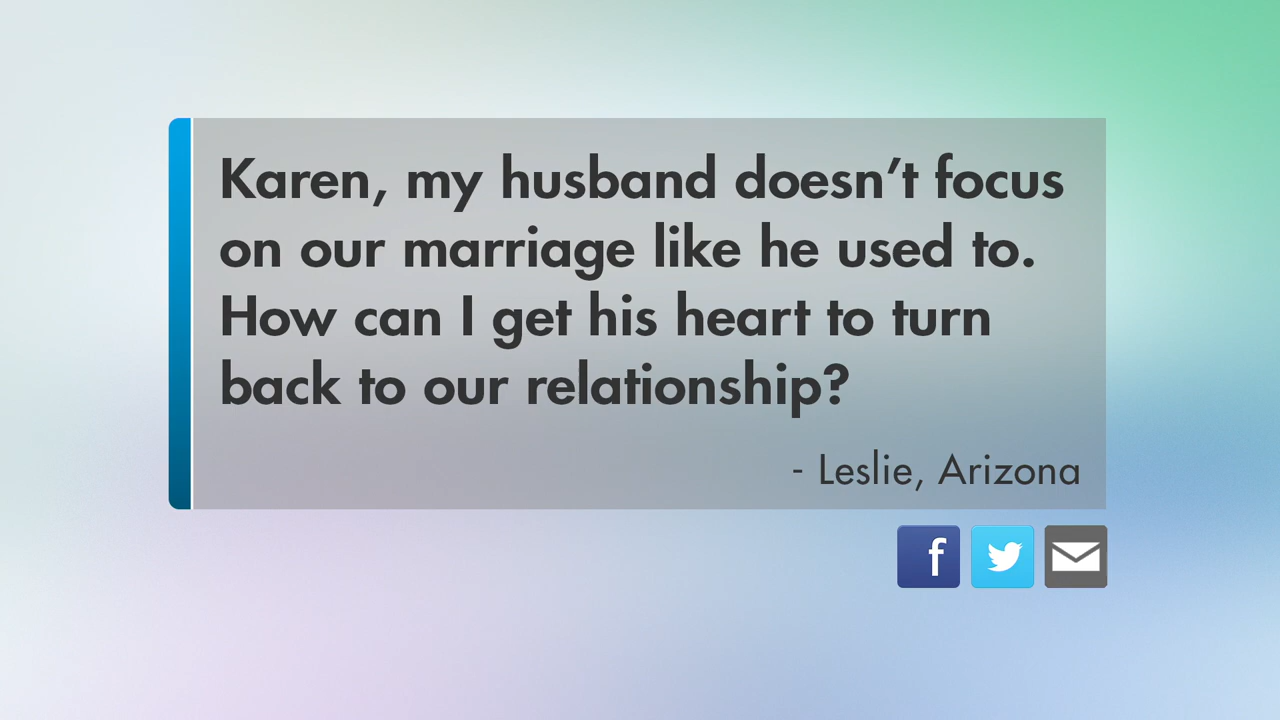 Karen, my husband doesn’t focus
on our marriage like he used to.
How can I get his heart to turn
back to our relationship?
- Leslie, Arizona
f